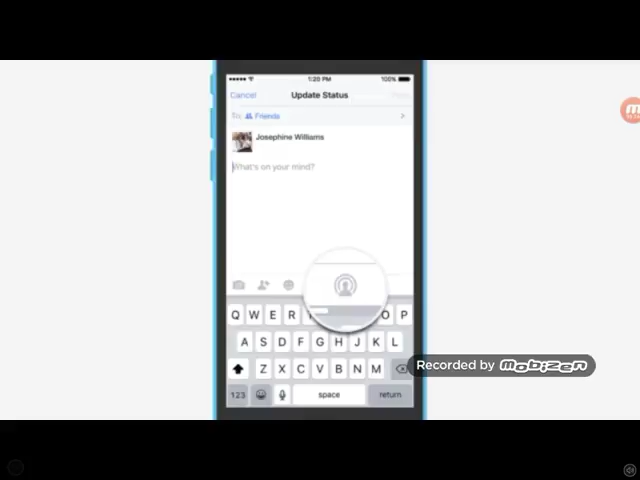 1:20 PM 100%
Cancel Update Status
To: Friends
Josephine Williams
What's on your mind?
Q W E R O P
A S D F G H J K L
Z X C V B N M
Recorded by MOBIZEN
123 space return